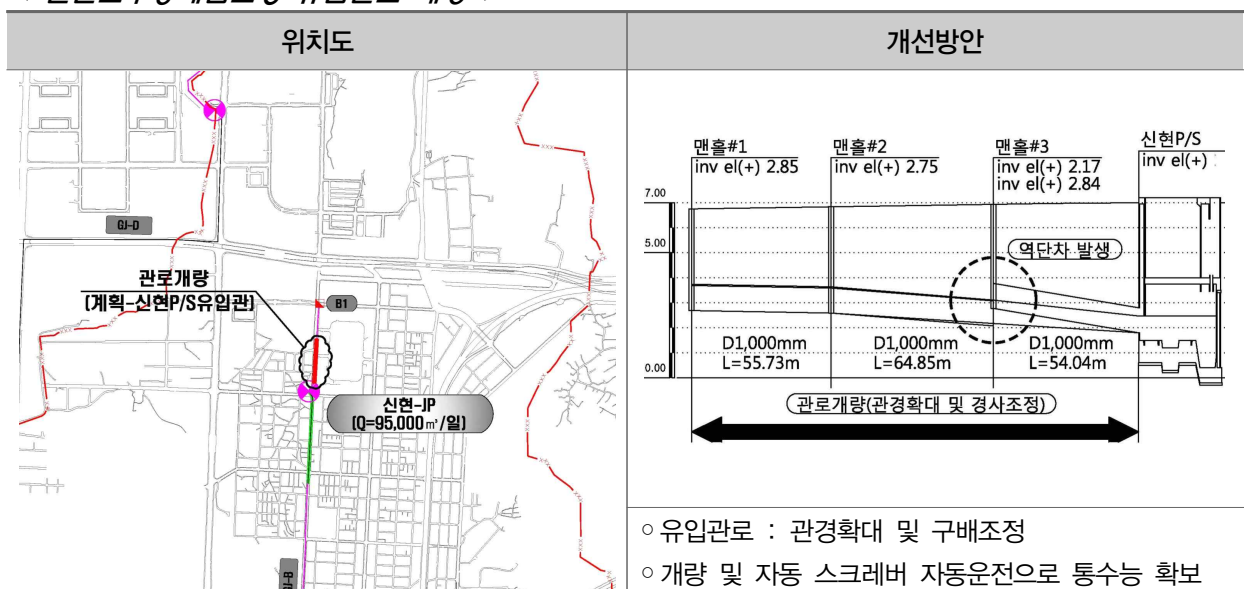 위치도
개선방안
GJ-D
관로개량
(계획-신현P/S유입관)
B1
신현-JP
(Q=95,000㎥/일)
GJ-B
맨홀#1
inv el(+) 2.85
맨홀#2
inv el(+) 2.75
맨홀#3
inv el(+) 2.17
inv el(+) 2.84
신현P/S
inv el(+)
7.00
5.00
0.00
역단차 발생
D1,000mm
L=55.73m
D1,000mm
L=64.85m
D1,000mm
L=54.04m
관로개량(관경확대 및 경사조정)
○ 유입관로 : 관경확대 및 구배조정
○ 개량 및 자동 스크레버 자동운전으로 통수능 확보